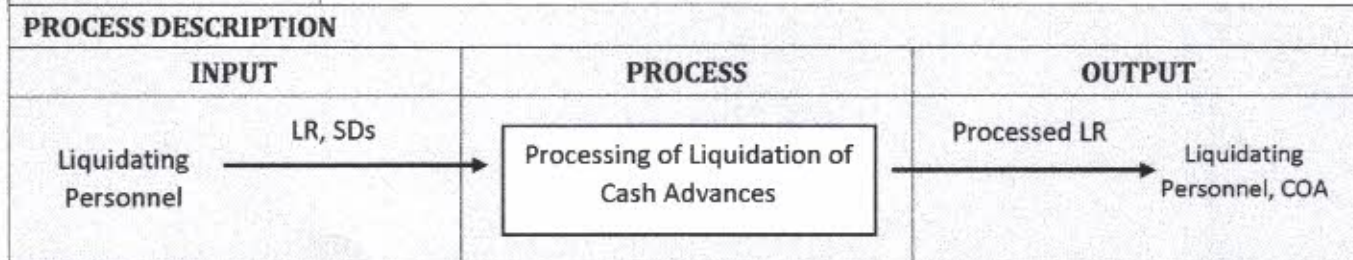 PROCESS DESCRIPTION
INPUT
PROCESS
OUTPUT
LR, SDs
Liquidating
Personnel
Processing of Liquidation of
Cash Advances
Processed LR
Liquidating
Personnel, COA